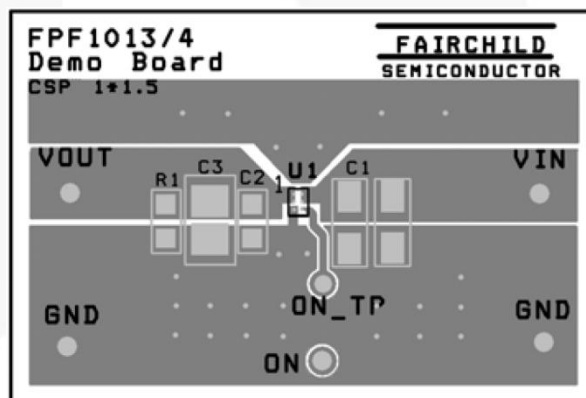 FPF1013/4
Demo Board
CSP 1*1.5
FAIRCHILD
SEMICONDUCTOR
VOUT
R1
C3
C2
1
U1
C1
VIN
GND
ON_TP
GND
ON